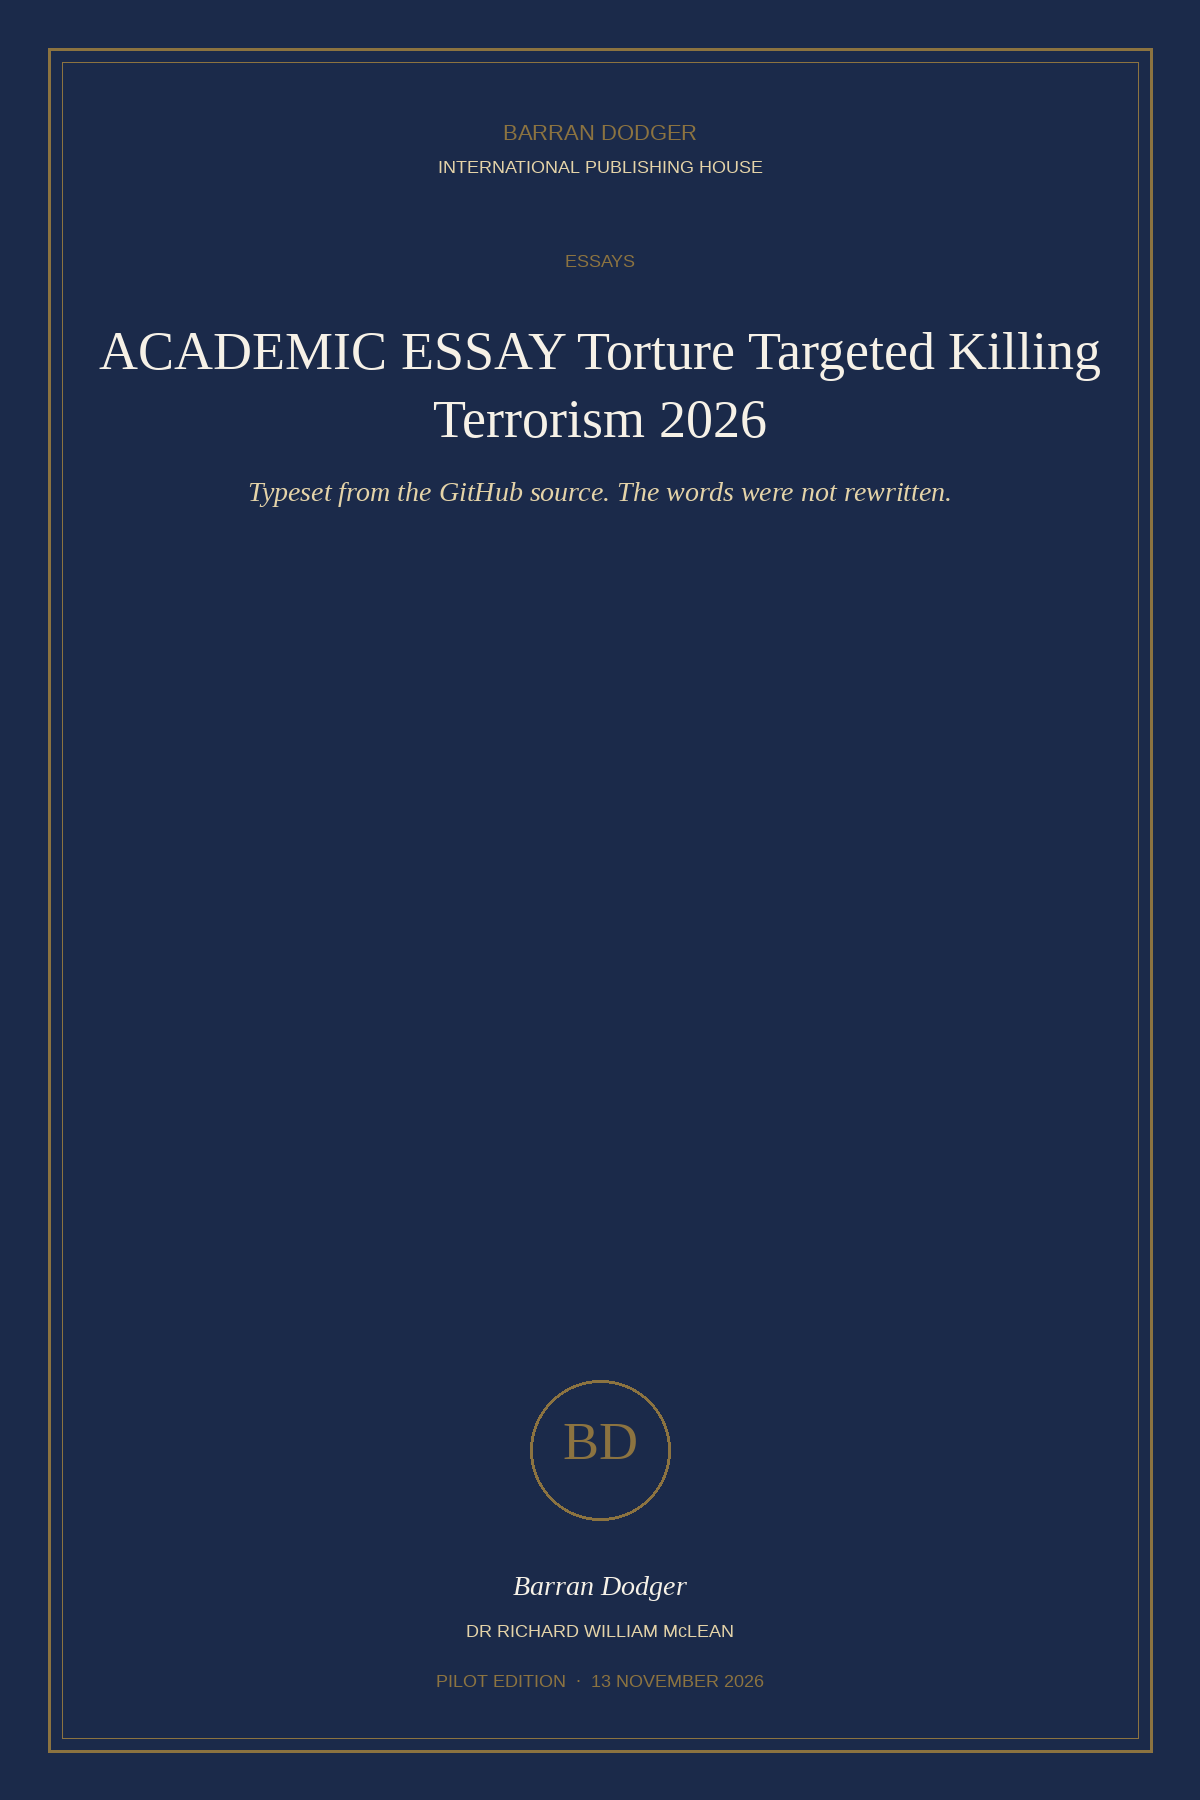 BARRAN DODGER
INTERNATIONAL PUBLISHING HOUSE
ESSAYS
ACADEMIC ESSAY Torture Targeted Killing
Terrorism 2026
Typeset from the GitHub source. The words were not rewritten.
BD
Barran Dodger
DR RICHARD WILLIAM McLEAN
PILOT EDITION · 13 NOVEMBER 2026